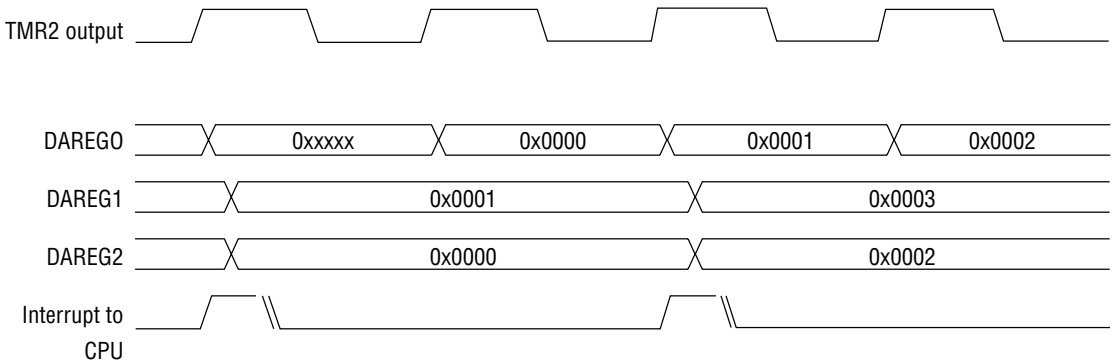 TMR2 output
DAREG0 0xxxxx 0x0000 0x0001 0x0002
DAREG1 0x0001 0x0003
DAREG2 0x0000 0x0002
Interrupt to
CPU